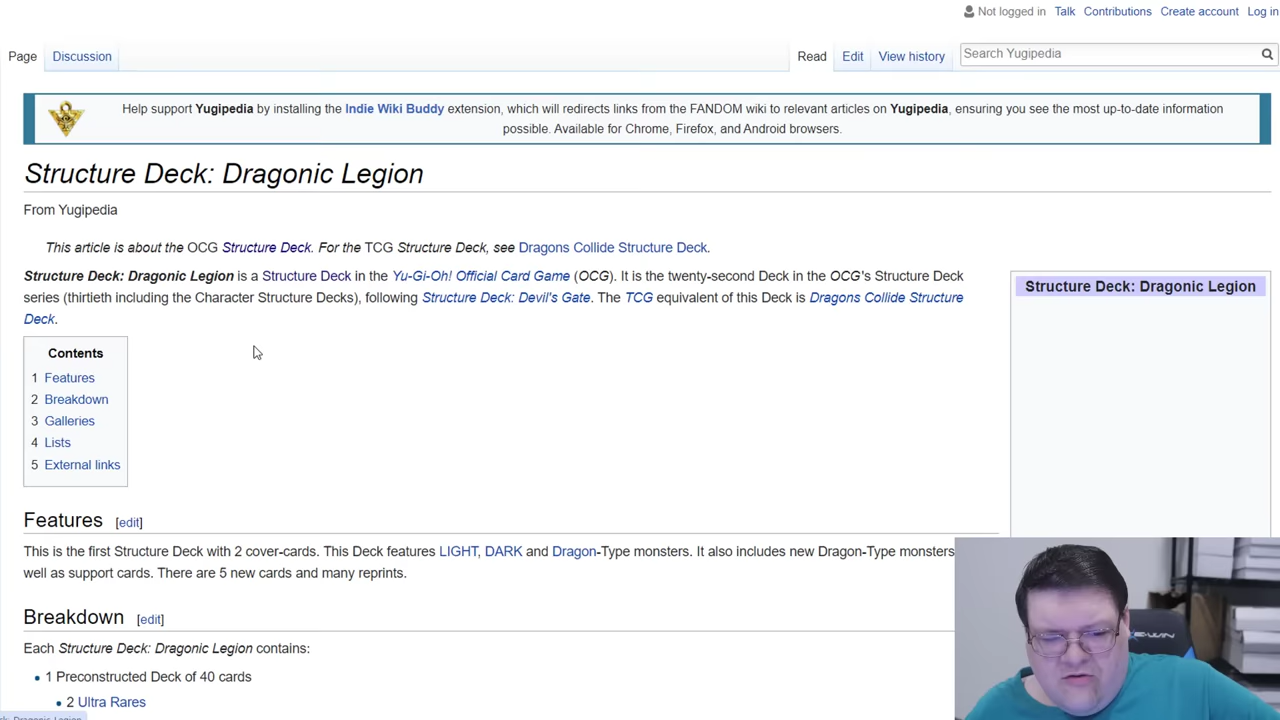 Not logged in Talk Contributions Create account Log in
Page Discussion Read Edit View history Search Yugipedia
Help support Yugipedia by installing the Indie Wiki Buddy extension, which will redirects links from the FANDOM wiki to relevant articles on Yugipedia, ensuring you see the most up-to-date information
possible. Available for Chrome, Firefox, and Android browsers.
Structure Deck: Dragonic Legion
From Yugipedia
This article is about the OCG Structure Deck. For the TCG Structure Deck, see Dragons Collide Structure Deck.
Structure Deck: Dragonic Legion is a Structure Deck in the Yu-Gi-Oh! Official Card Game (OCG). It is the twenty-second Deck in the OCG's Structure Deck
series (thirtieth including the Character Structure Decks), following Structure Deck: Devil's Gate. The TCG equivalent of this Deck is Dragons Collide Structure
Deck.
Structure Deck: Dragonic Legion
Contents
1 Features
2 Breakdown
3 Galleries
4 Lists
5 External links
Features [edit]
This is the first Structure Deck with 2 cover-cards. This Deck features LIGHT, DARK and Dragon-Type monsters. It also includes new Dragon-Type monsters
well as support cards. There are 5 new cards and many reprints.
Breakdown [edit]
Each Structure Deck: Dragonic Legion contains:
• 1 Preconstructed Deck of 40 cards
• 2 Ultra Rares